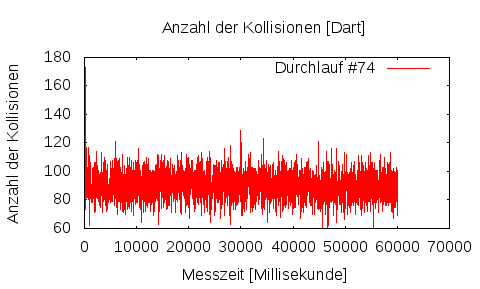 Anzahl der Kollisionen [Dart]
Durchlauf #74
Anzahl der Kollisionen
180
160
140
120
100
80
60
0 10000 20000 30000 40000 50000 60000 70000
Messzeit [Millisekunde]